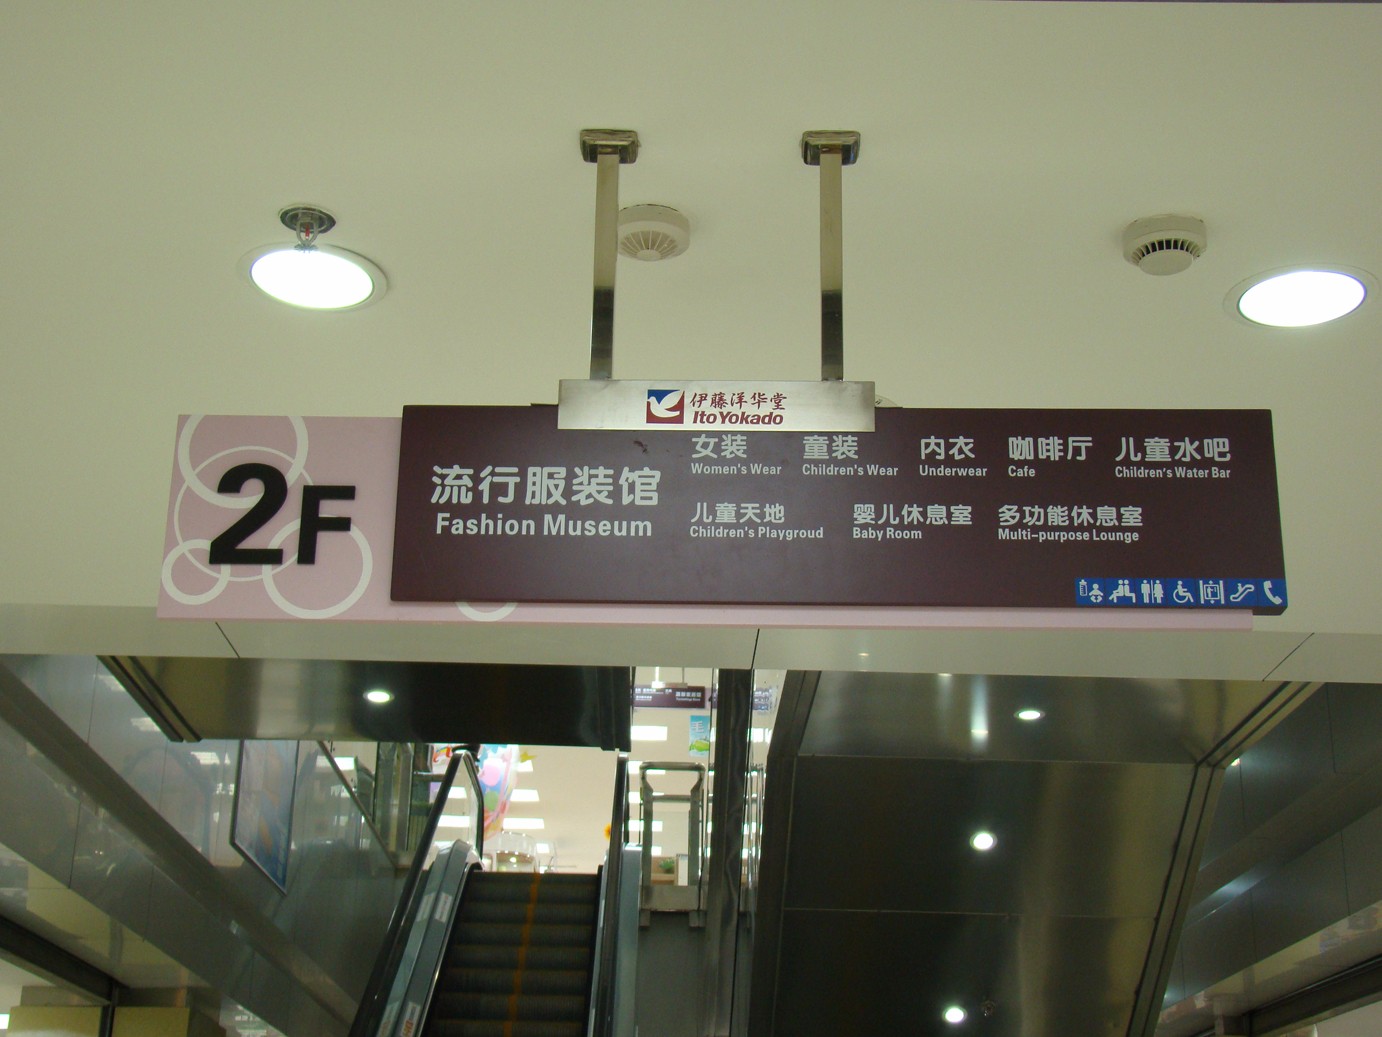 伊藤洋华堂
Ito Yokado
2F
流行服装馆
Fashion Museum
女装 童装 内衣 咖啡厅 儿童水吧
Women's Wear Children's Wear Underwear Cafe Children's Water Bar
儿童天地 婴儿休息室 多功能休息室
Children's Playgroud Baby Room Multi-purpose Lounge